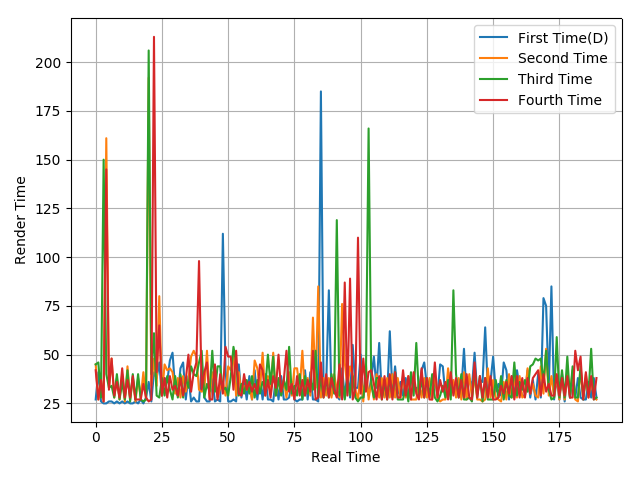 First Time(D)
Second Time
Third Time
Fourth Time
Render Time
200
175
150
125
100
75
50
25
0
25
50
75
100
125
150
175
Real Time